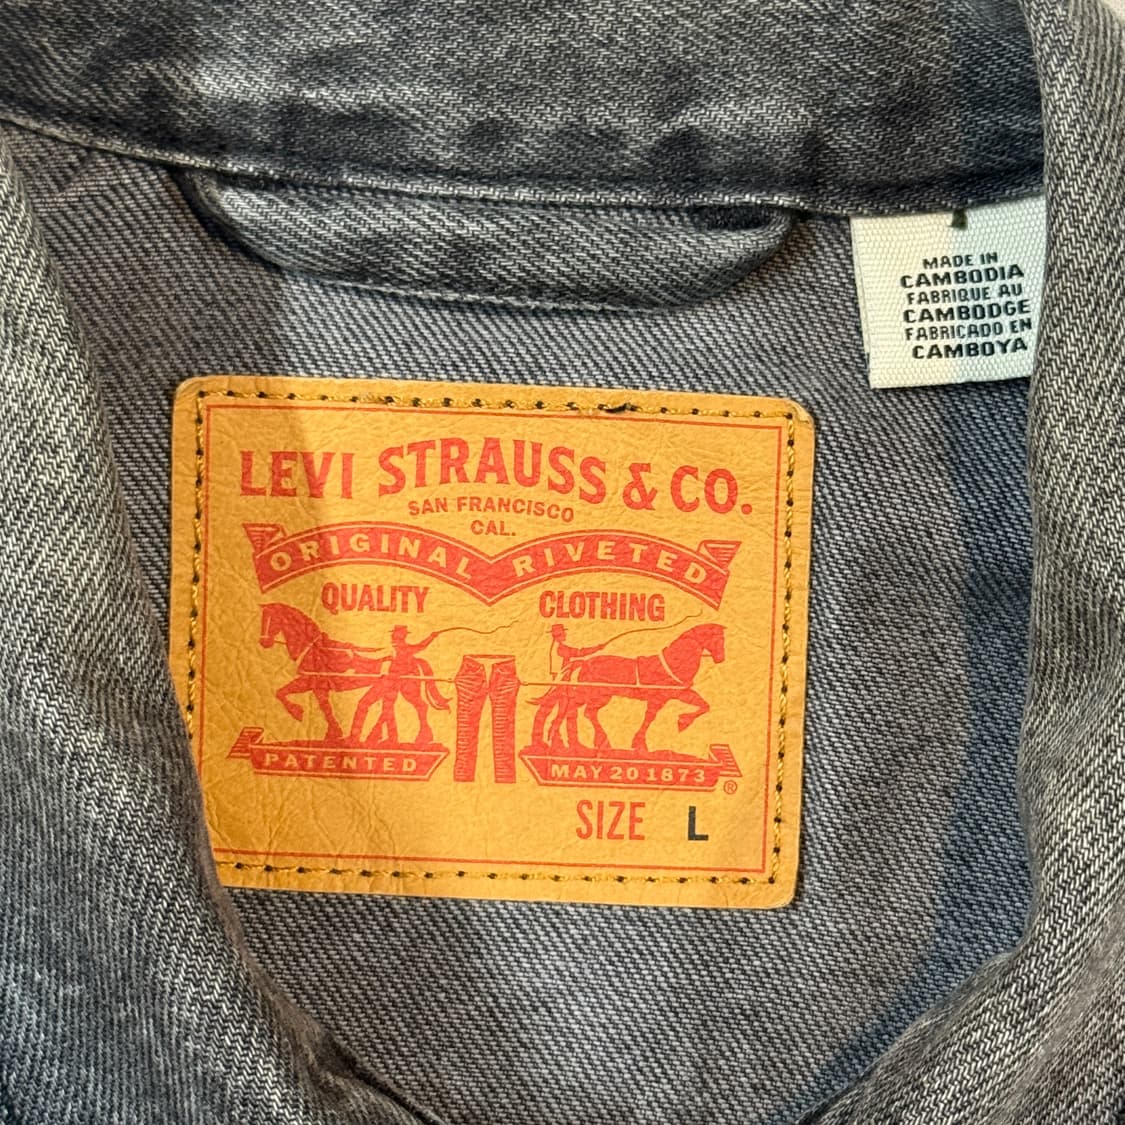 MADE IN
CAMBODIA
FABRIQUE AU
CAMBODGE
FABRICADO EN
CAMBOYA
LEVI STRAUSS & CO.
SAN FRANCISCO
CAL.
ORIGINAL RIVETED
QUALITY CLOTHING
PATENTED MAY 20 1873 ®
SIZE L